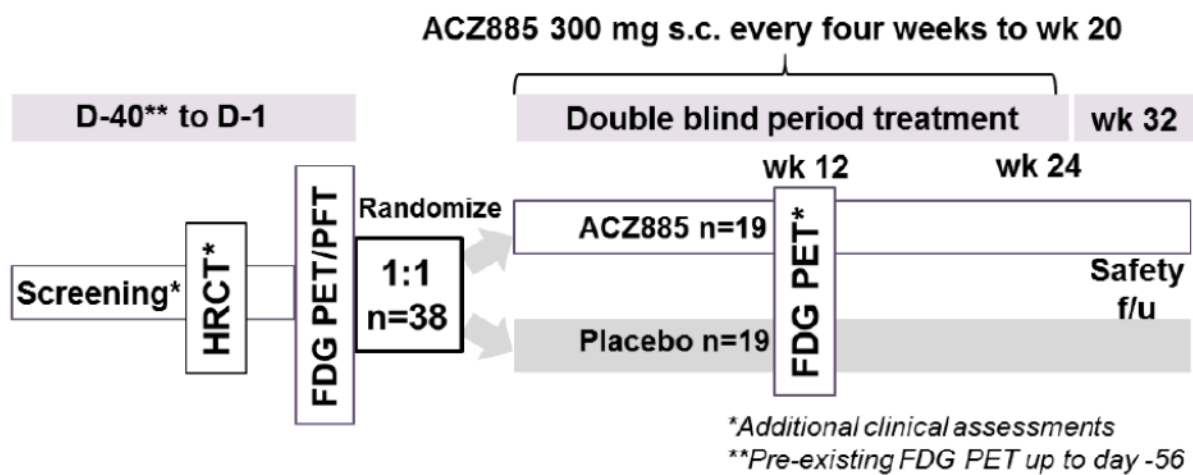 ACZ885 300 mg s.c. every four weeks to wk 20
D-40** to D-1
Double blind period treatment
wk 32
wk 12
wk 24
Screening*
HRCT*
FDG PET/PFT
Randomize
1:1
n=38
ACZ885 n=19
Placebo n=19
FDG PET*
Safety
f/u
*Additional clinical assessments
**Pre-existing FDG PET up to day -56